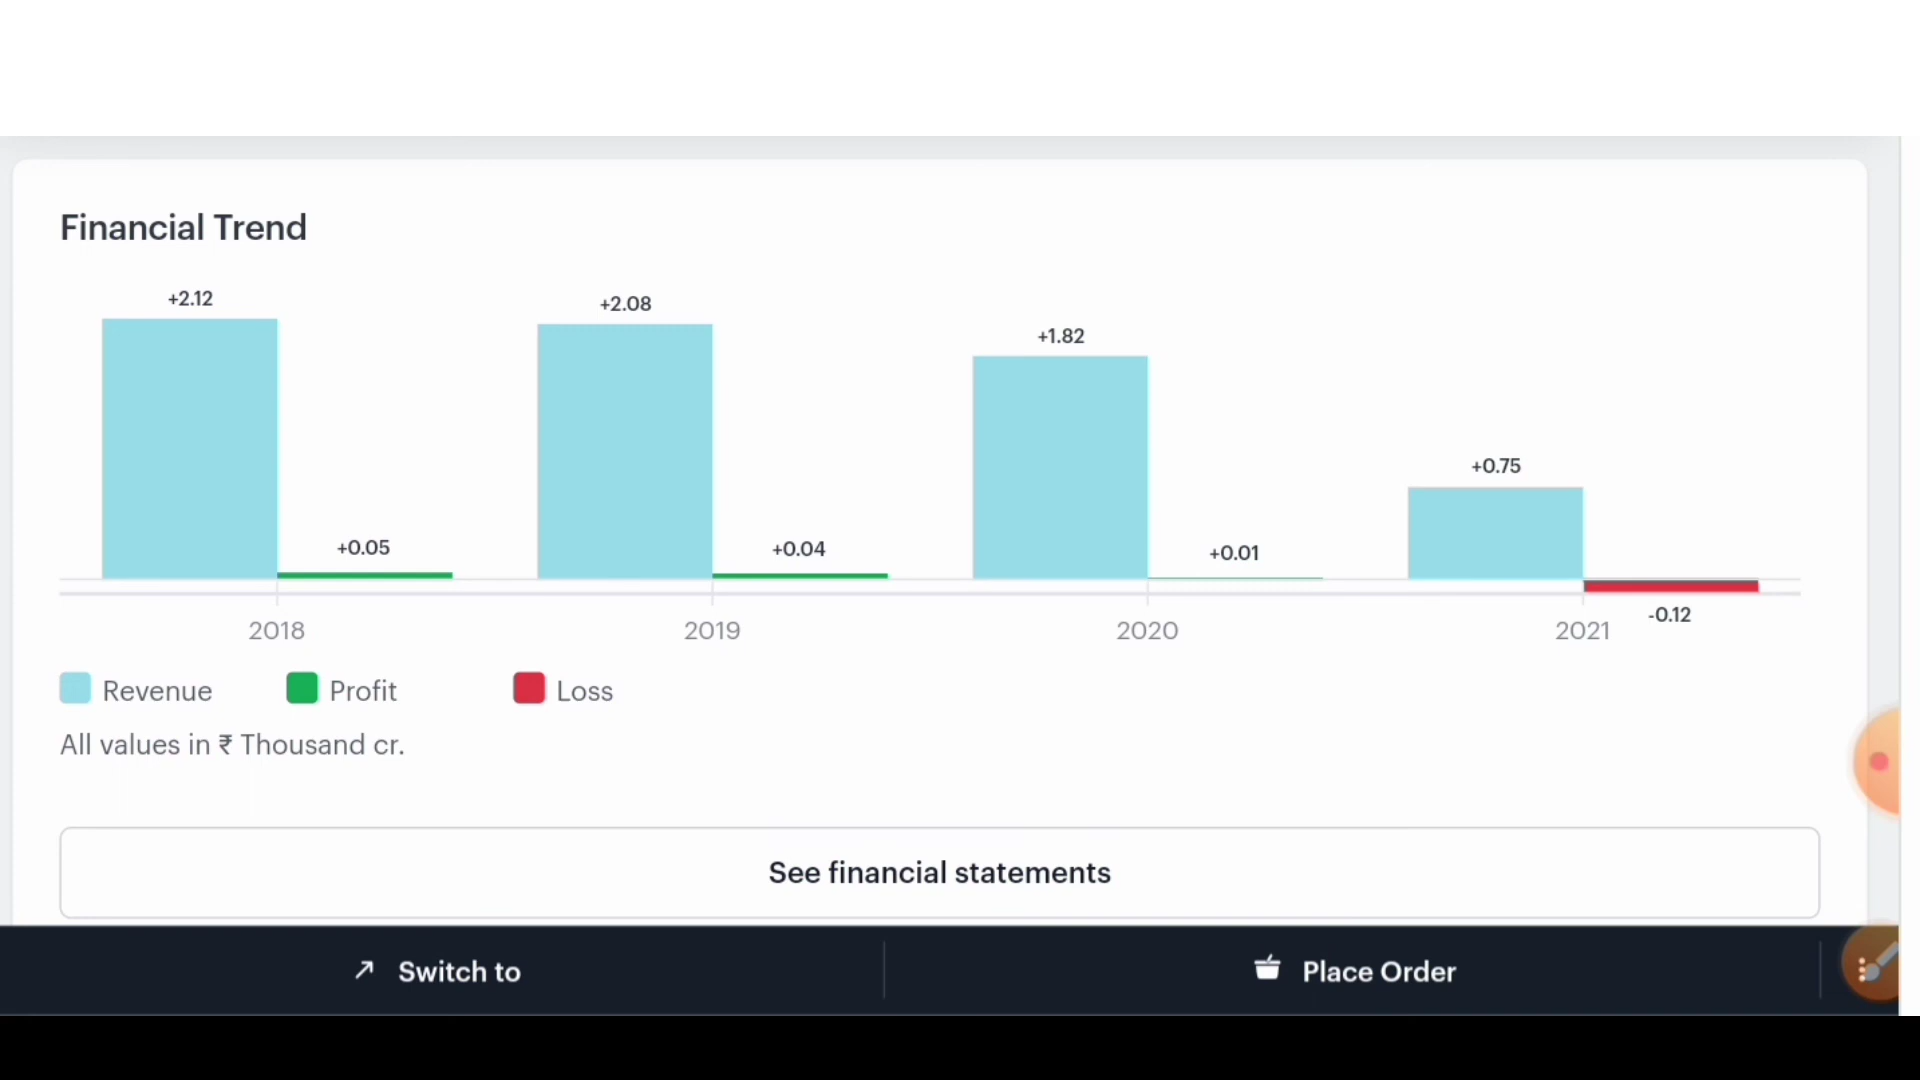 Financial Trend
+2.12
+2.08
+1.82
+0.75
+0.05
+0.04
+0.01
-0.12
2018
2019
2020
2021
Revenue
Profit
Loss
All values in ₹ Thousand cr.
See financial statements
Switch to
Place Order